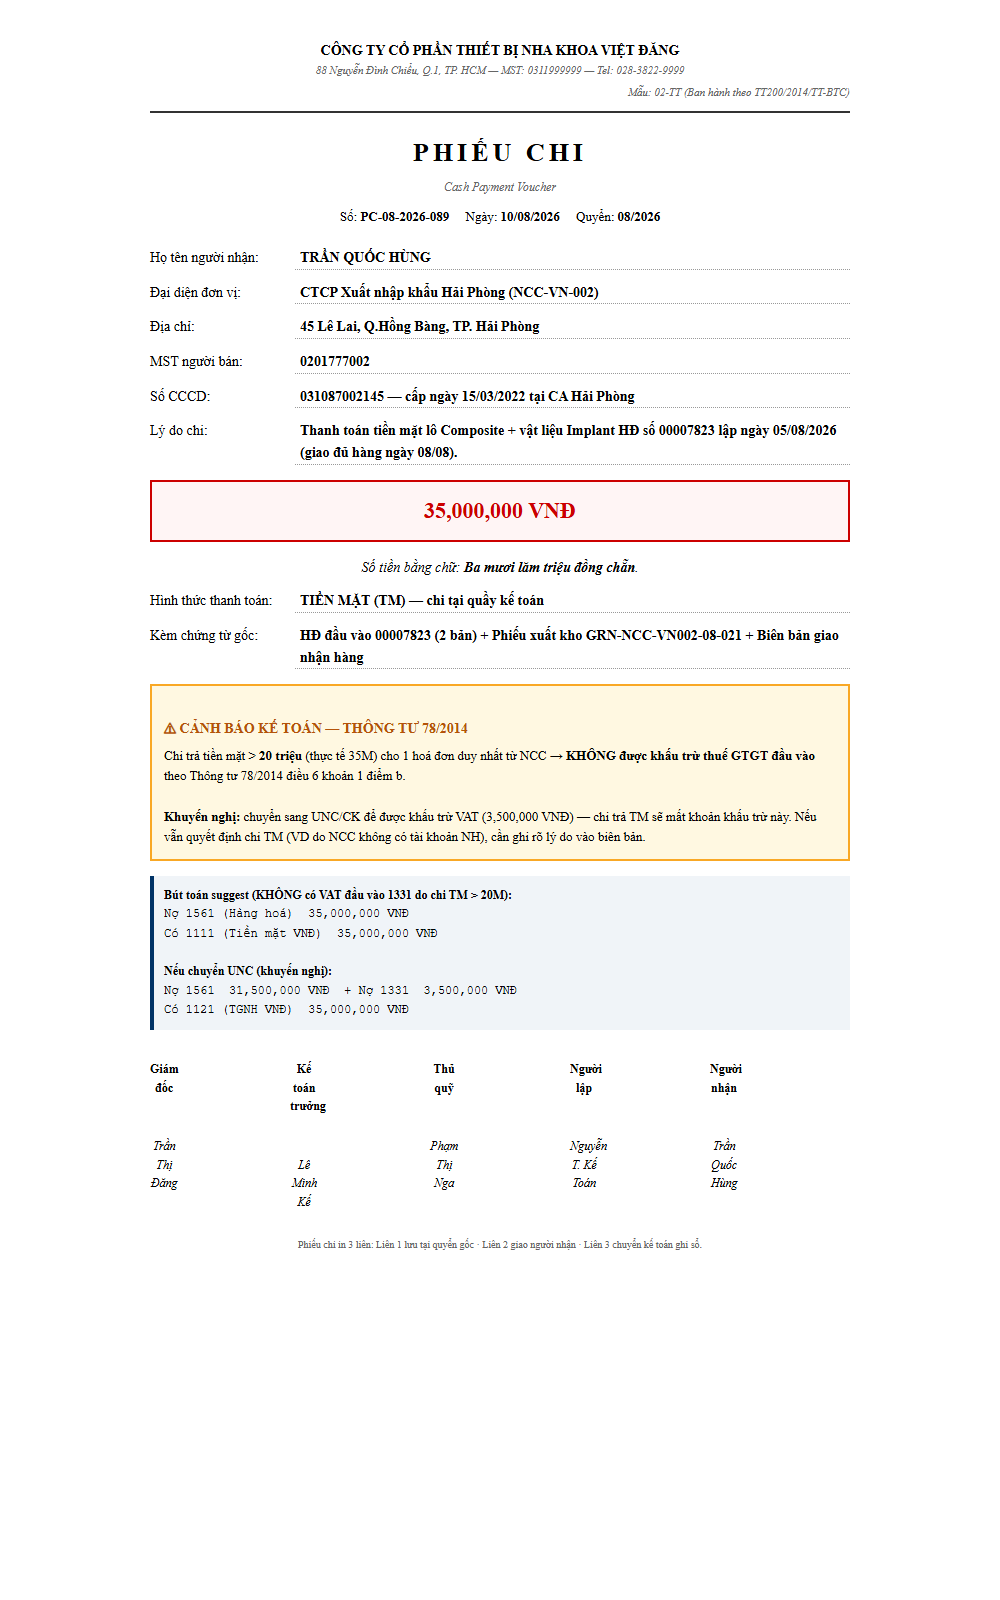 CÔNG TY CỔ PHẦN THIẾT BỊ NHA KHOA VIỆT ĐĂNG
88 Nguyễn Đình Chiểu, Q.1, TP. HCM — MST: 0311999999 — Tel: 028-3822-9999
Mẫu: 02-TT (Ban hành theo TT200/2014/TT-BTC)
PHIẾU CHI
Cash Payment Voucher
Số: PC-08-2026-089 Ngày: 10/08/2026 Quyển: 08/2026
Họ tên người nhận: TRẦN QUỐC HÙNG
Đại diện đơn vị: CTCP Xuất nhập khẩu Hải Phòng (NCC-VN-002)
Địa chỉ: 45 Lê Lai, Q.Hồng Bàng, TP. Hải Phòng
MST người bán: 0201777002
Số CCCD: 031087002145 — cấp ngày 15/03/2022 tại CA Hải Phòng
Lý do chi: Thanh toán tiền mặt lô Composite + vật liệu Implant HĐ số 00007823 lập ngày 05/08/2026
(giao đủ hàng ngày 08/08).
35,000,000 VNĐ
Số tiền bằng chữ: Ba mươi lăm triệu đồng chẵn.
Hình thức thanh toán: TIỀN MẶT (TM) — chi tại quầy kế toán
Kèm chứng từ gốc: HĐ đầu vào 00007823 (2 bản) + Phiếu xuất kho GRN-NCC-VN002-08-021 + Biên bản giao
nhận hàng
⚠ CẢNH BÁO KẾ TOÁN — THÔNG TƯ 78/2014
Chi trả tiền mặt > 20 triệu (thực tế 35M) cho 1 hoá đơn duy nhất từ NCC → KHÔNG được khấu trừ thuế GTGT đầu vào
theo Thông tư 78/2014 điều 6 khoản 1 điểm b.
Khuyến nghị: chuyển sang UNC/CK để được khấu trừ VAT (3,500,000 VNĐ) — chi trả TM sẽ mất khoản khấu trừ này. Nếu
vẫn quyết định chi TM (VD do NCC không có tài khoản NH), cần ghi rõ lý do vào biên bản.
Bút toán suggest (KHÔNG có VAT đầu vào 1331 do chi TM > 20M):
Nợ 1561 (Hàng hoá) 35,000,000 VNĐ
Có 1111 (Tiền mặt VNĐ) 35,000,000 VNĐ
Nếu chuyển UNC (khuyến nghị):
Nợ 1561 31,500,000 VNĐ + Nợ 1331 3,500,000 VNĐ
Có 1121 (TGNH VNĐ) 35,000,000 VNĐ
Giám
đốc
Trần
Thị
Đăng
Kế
toán
trưởng
Lê
Minh
Kế
Thủ
quỹ
Phạm
Thị
Nga
Người
lập
Nguyễn
T. Kế
Toán
Người
nhận
Trần
Quốc
Hùng
Phiếu chi in 3 liên: Liên 1 lưu tại quyển gốc · Liên 2 giao người nhận · Liên 3 chuyển kế toán ghi sổ.